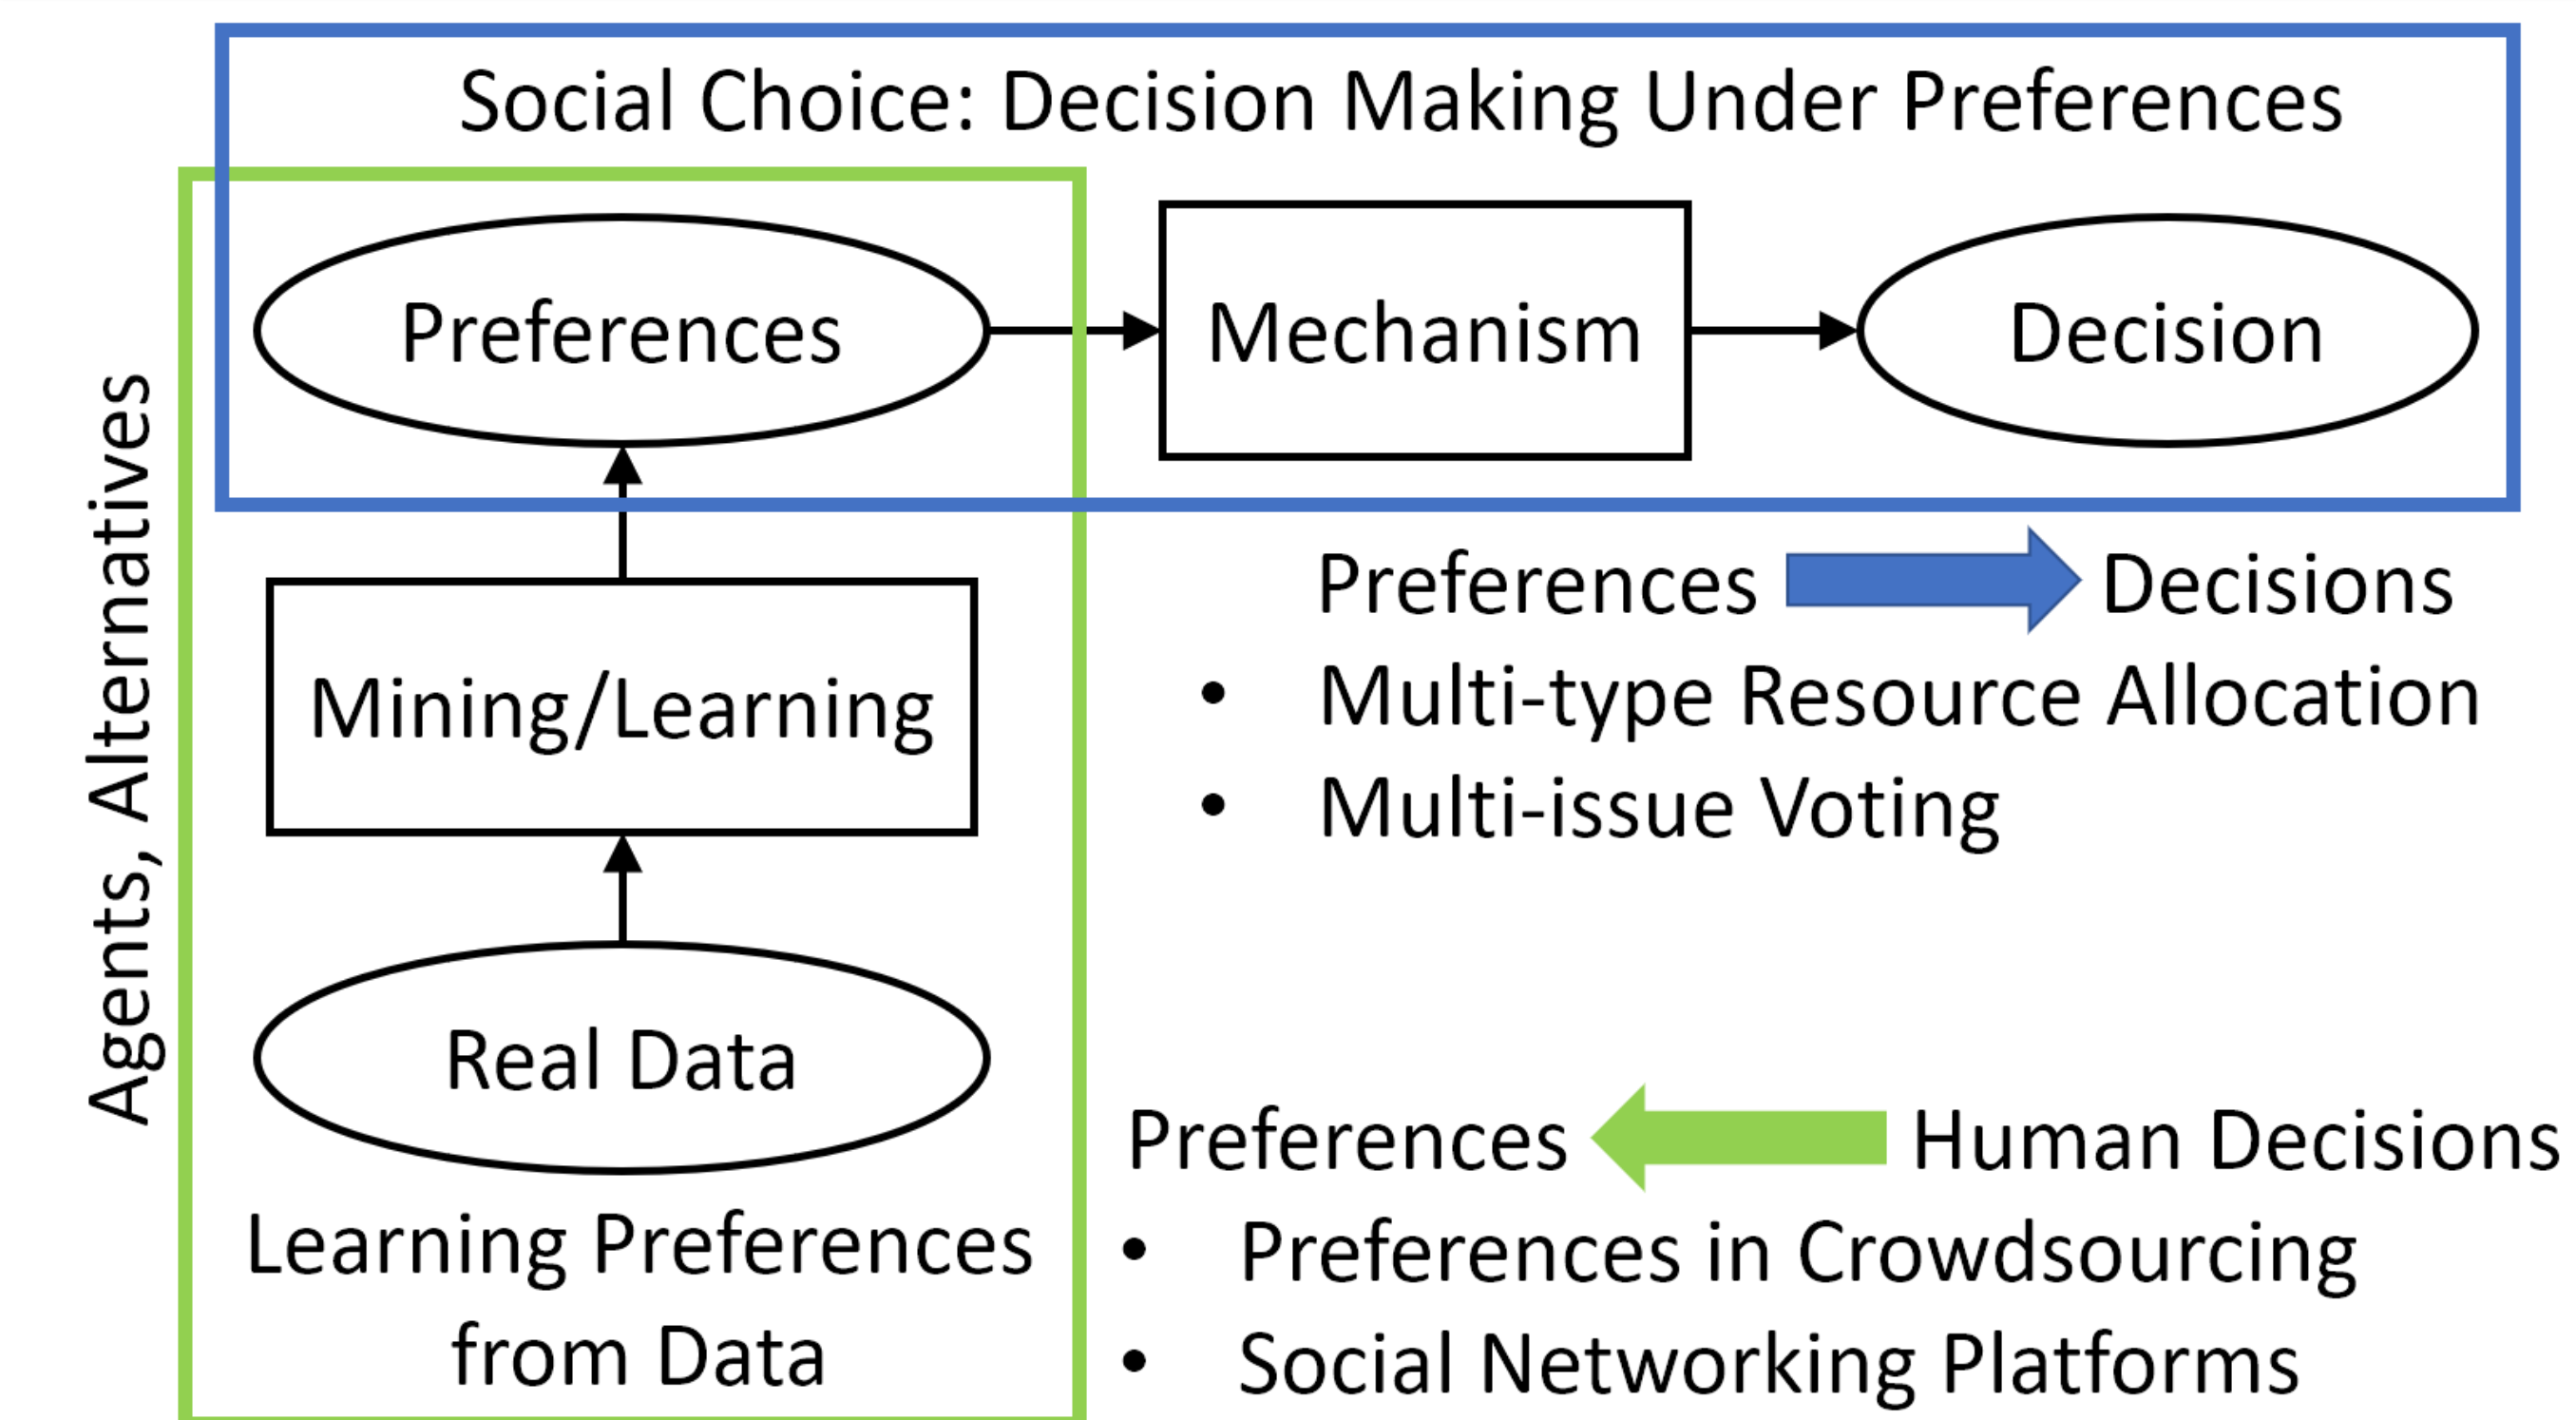 Social Choice: Decision Making Under Preferences
Preferences
Mechanism
Decision
Agents, Alternatives
Mining/Learning
Real Data
Learning Preferences
from Data
Preferences Decisions
• Multi-type Resource Allocation
• Multi-issue Voting
Preferences Human Decisions
• Preferences in Crowdsourcing
• Social Networking Platforms